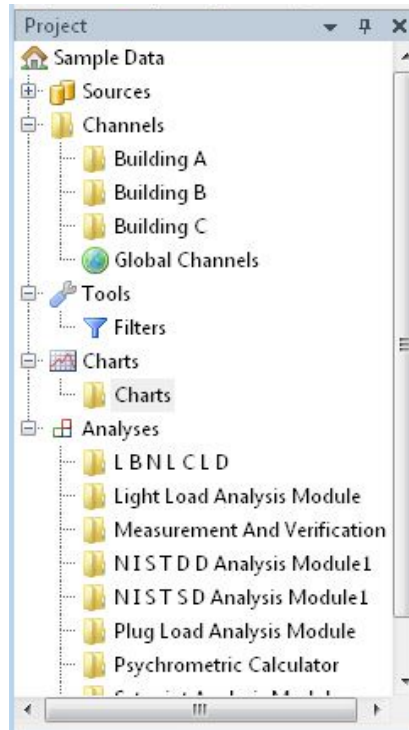 Project
Sample Data
Sources
Channels
Building A
Building B
Building C
Global Channels
Tools
Filters
Charts
Charts
Analyses
L B N L C L D
Light Load Analysis Module
Measurement And Verification
N I S T D D Analysis Module1
N I S T S D Analysis Module1
Plug Load Analysis Module
Psychrometric Calculator